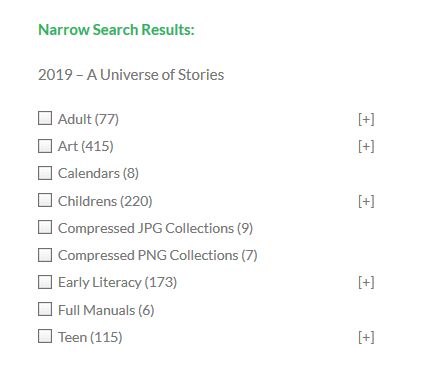 Narrow Search Results:
2019 – A Universe of Stories
Adult (77) [+]
Art (415) [+]
Calendars (8)
Childrens (220) [+]
Compressed JPG Collections (9)
Compressed PNG Collections (7)
Early Literacy (173) [+]
Full Manuals (6)
Teen (115) [+]